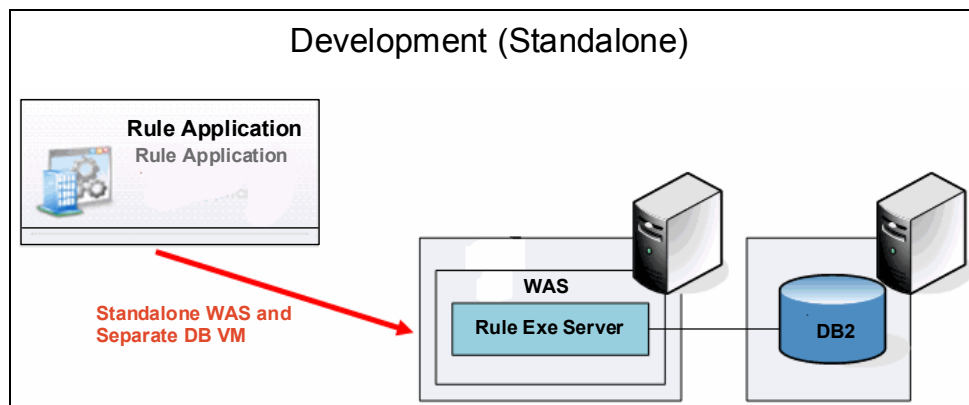 Development (Standalone)
Rule Application
Rule Application
Standalone WAS and
Separate DB VM
WAS
Rule Exe Server
DB2